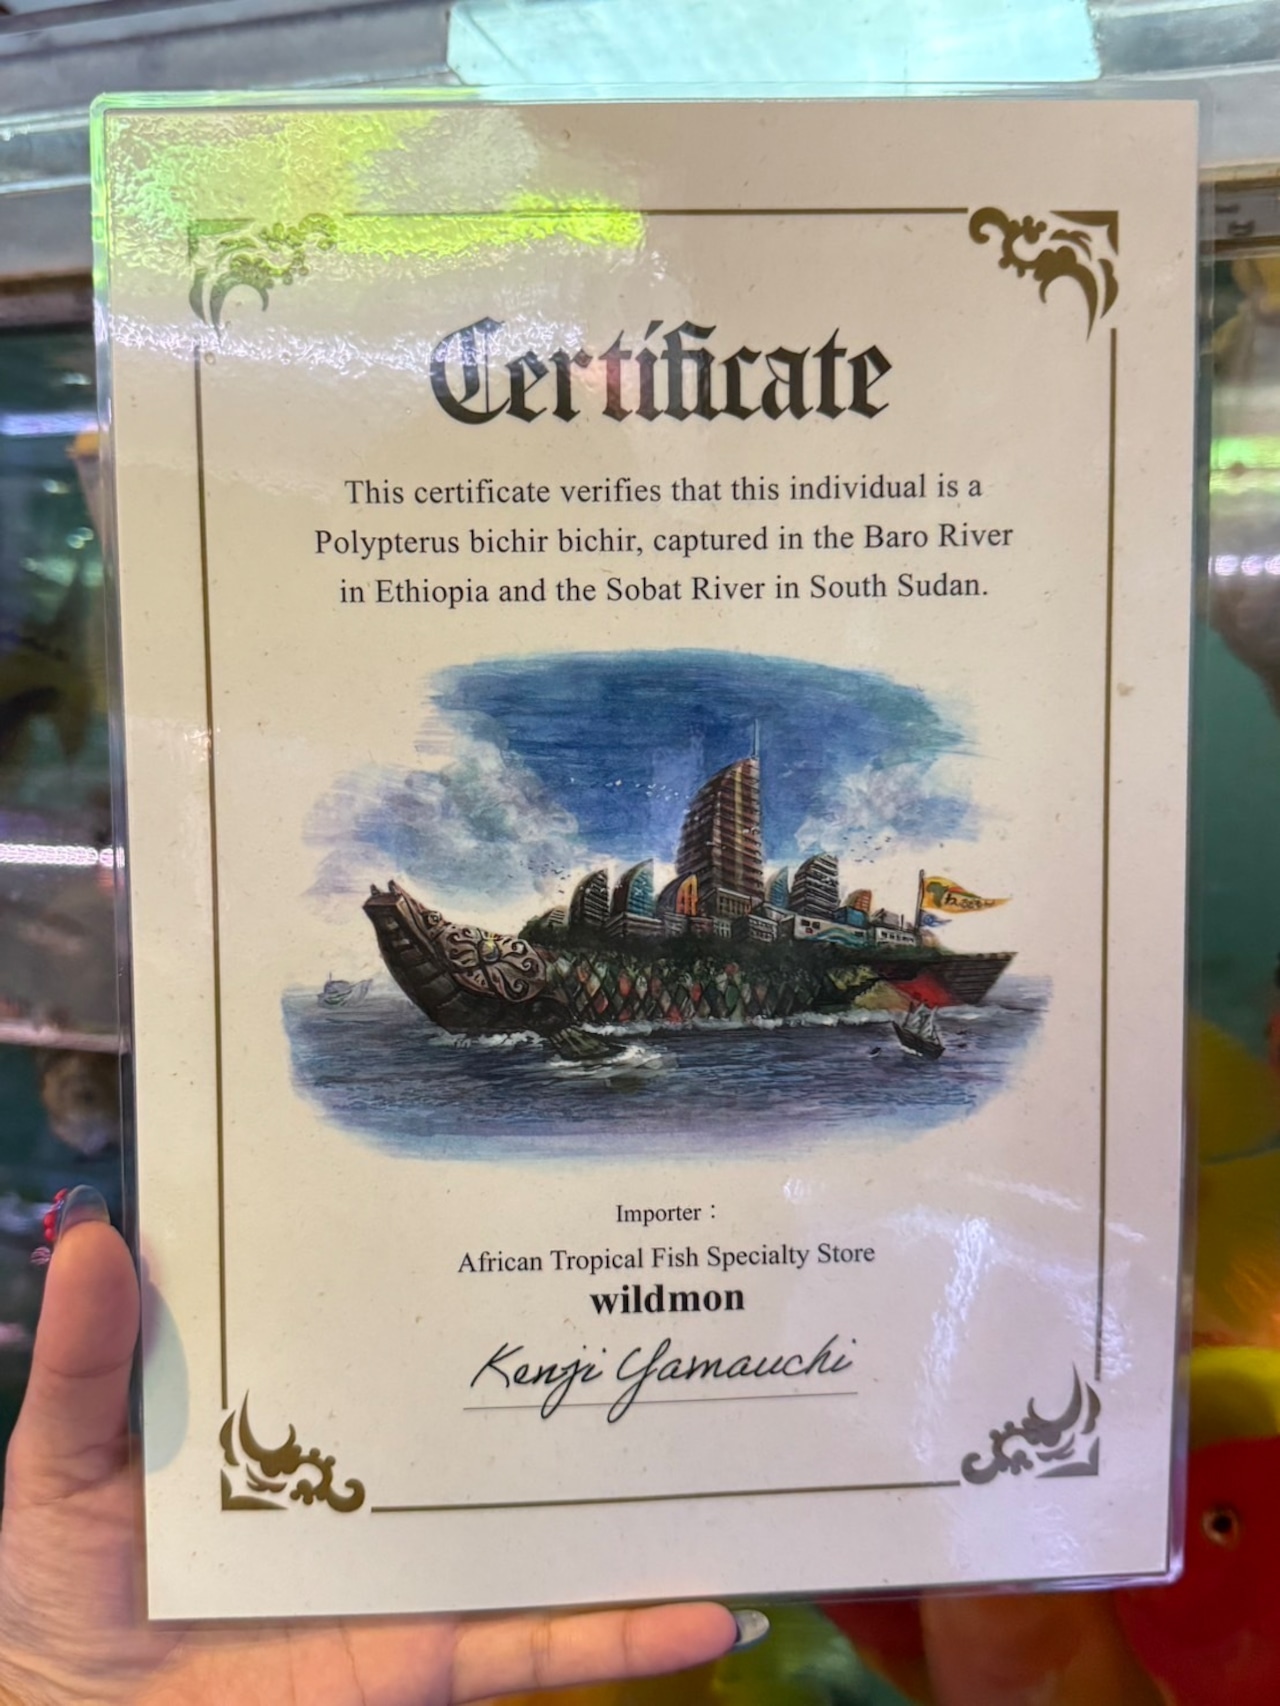 Certificate
This certificate verifies that this individual is a
Polypterus bichir bichir, captured in the Baro River
in Ethiopia and the Sobat River in South Sudan.
Importer：
African Tropical Fish Specialty Store
wildmon
Kenji Yamauchi